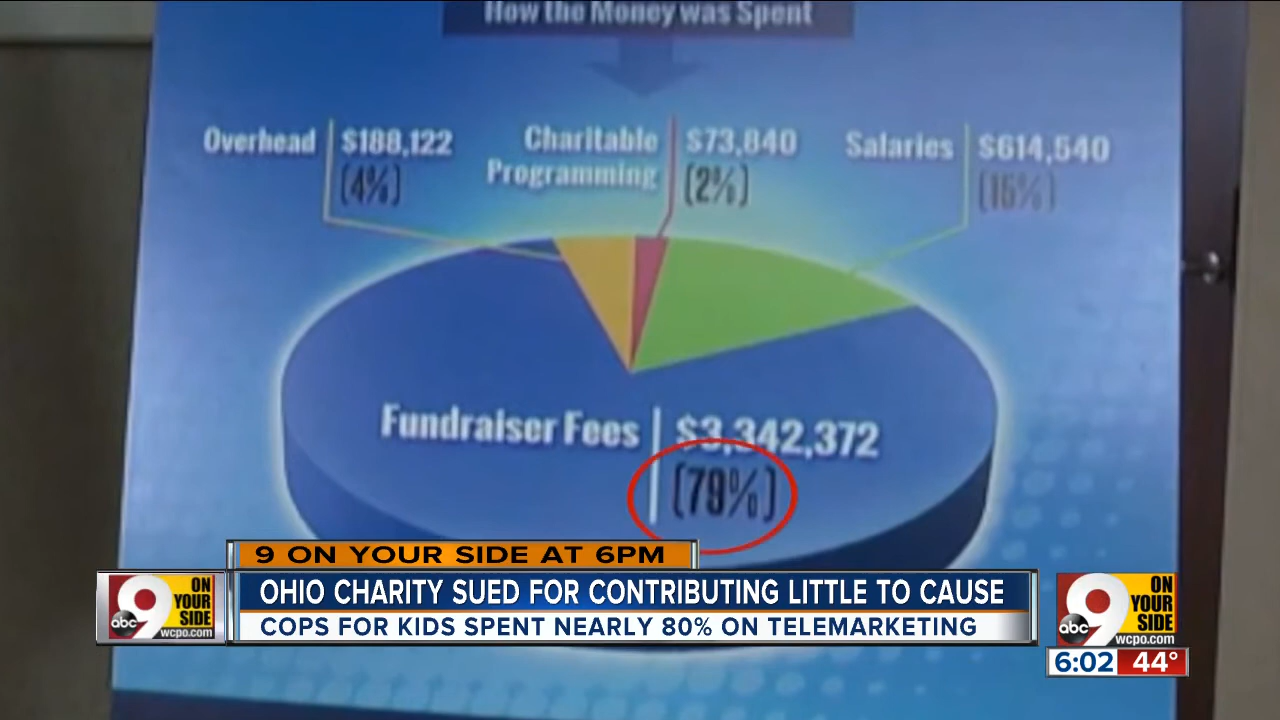 How the Money was Spent
Overhead $188,122
(4%)
Charitable
Programming
$73,840
(2%)
Salaries $614,540
(15%)
Fundraiser Fees $3,342,372
(79%)
9 ON YOUR SIDE AT 6PM
OHIO CHARITY SUED FOR CONTRIBUTING LITTLE TO CAUSE
COPS FOR KIDS SPENT NEARLY 80% ON TELEMARKETING
abc 9 ON
YOUR
SIDE
wcpo.com
abc 9 ON
YOUR
SIDE
wcpo.com
6:02 44°